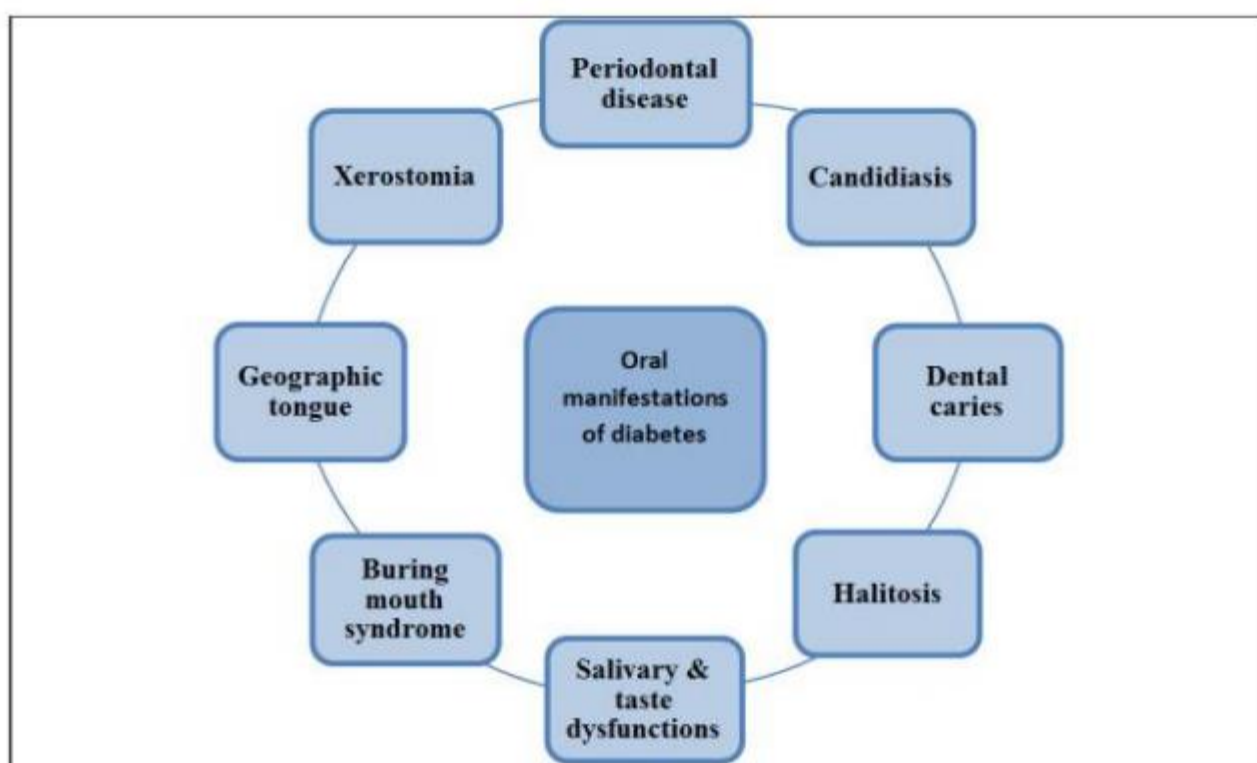 Periodontal
disease
Candidiasis
Dental
caries
Halitosis
Salivary &
taste
dysfunctions
Buring
mouth
syndrome
Geographic
tongue
Xerostomia
Oral
manifestations
of diabetes